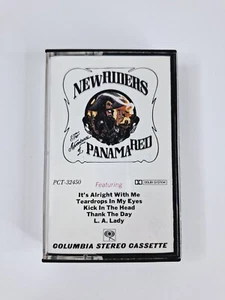 NEW RIDERS
The Adventures of
PANAMA RED
PCT-32450
Featuring
DOLBY SYSTEM
It's Alright With Me
Teardrops In My Eyes
Kick In The Head
Thank The Day
L. A. Lady
COLUMBIA STEREO CASSETTE